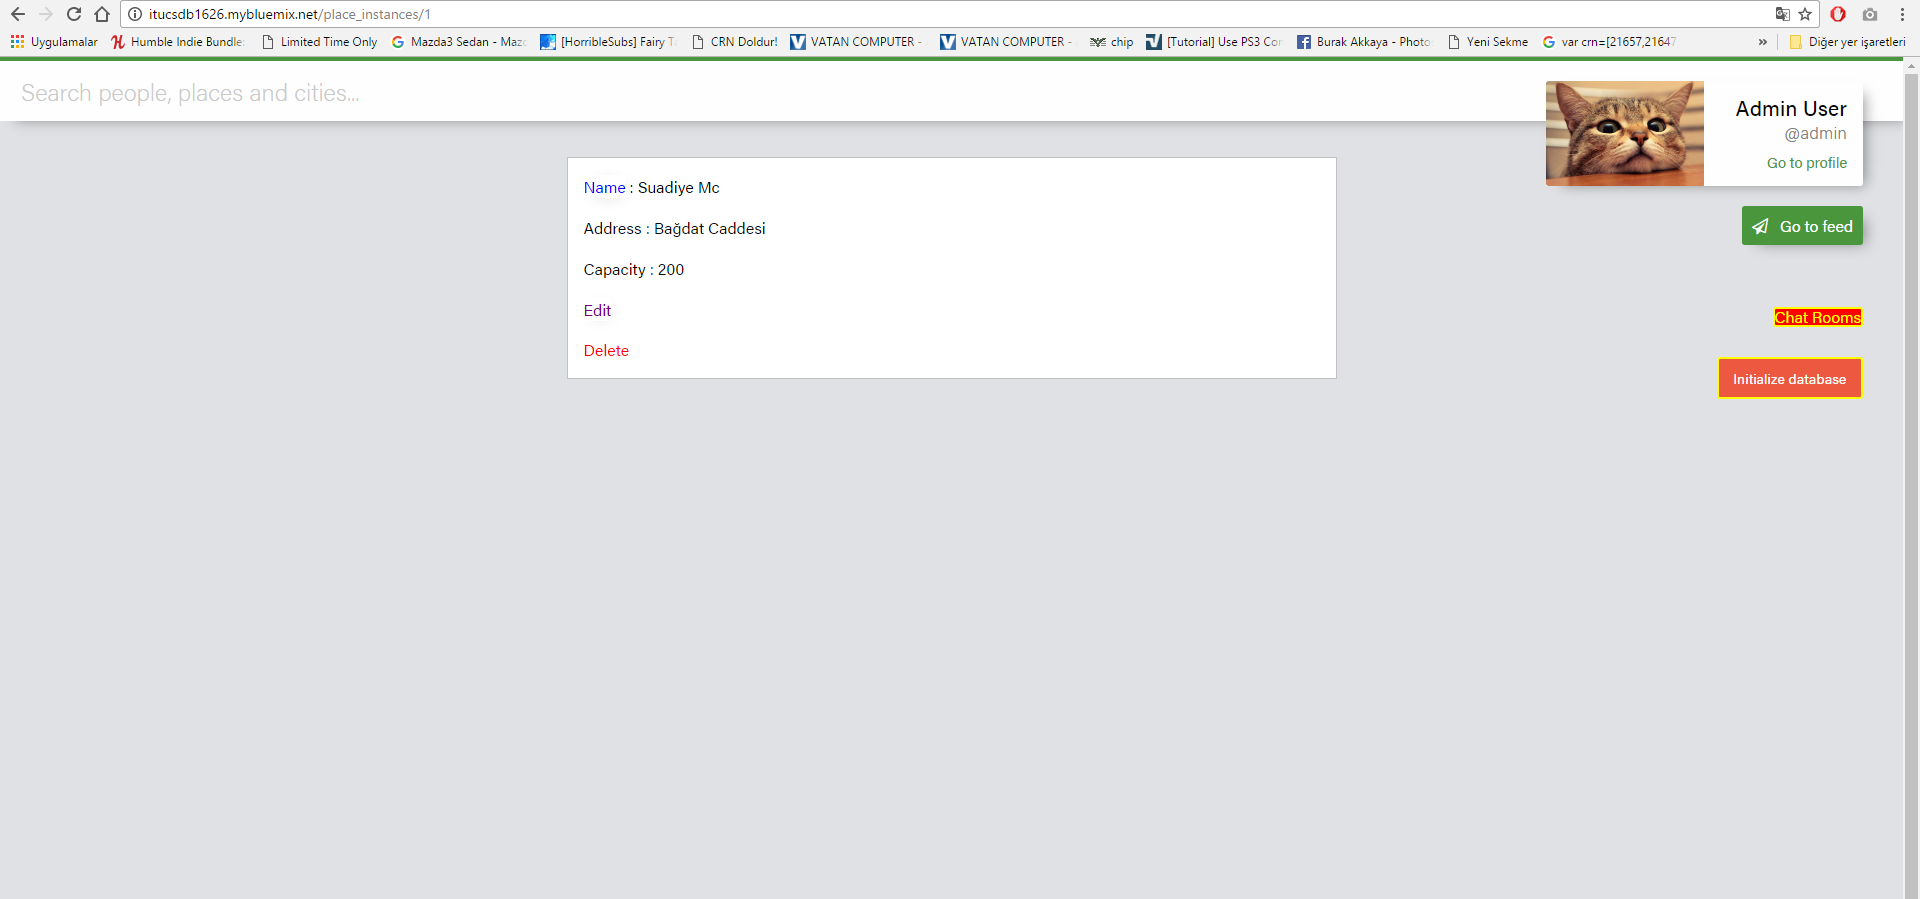 itucsdb1626.mybluemix.net/place_instances/1
Uygulamalar Humble Indie Bundle: Limited Time Only Mazda3 Sedan - Maz [HorribleSubs] Fairy T CRN Doldur! VATAN COMPUTER - VATAN COMPUTER - chip [Tutorial] Use PS3 Con Burak Akkaya - Photo Yeni Sekme var crn=[21657,21647 » Diğer yer işaretleri
Search people, places and cities...
Admin User
@admin
Go to profile
Go to feed
Chat Rooms
Initialize database
Name : Suadiye Mc
Address : Bağdat Caddesi
Capacity : 200
Edit
Delete